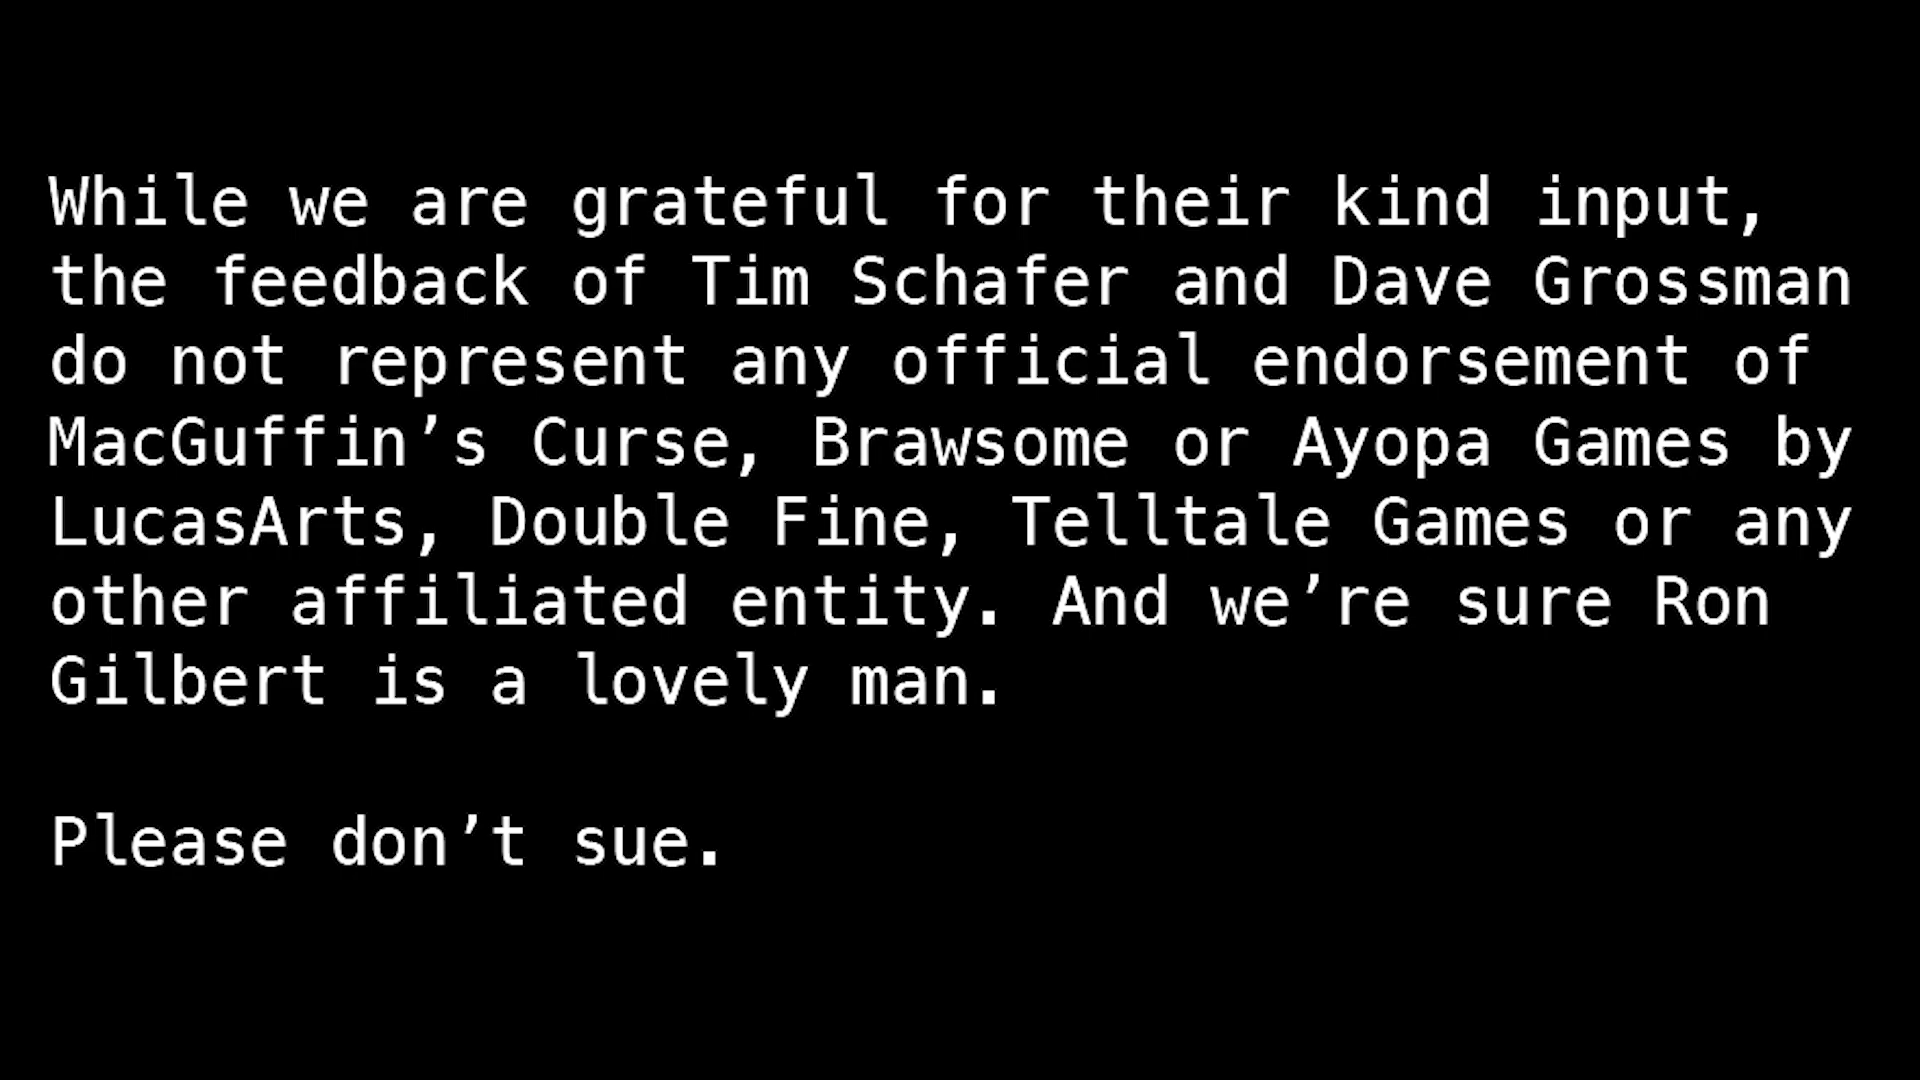 While we are grateful for their kind input,
the feedback of Tim Schafer and Dave Grossman
do not represent any official endorsement of
MacGuffin’s Curse, Brawsome or Ayopa Games by
LucasArts, Double Fine, Telltale Games or any
other affiliated entity. And we’re sure Ron
Gilbert is a lovely man.
Please don’t sue.